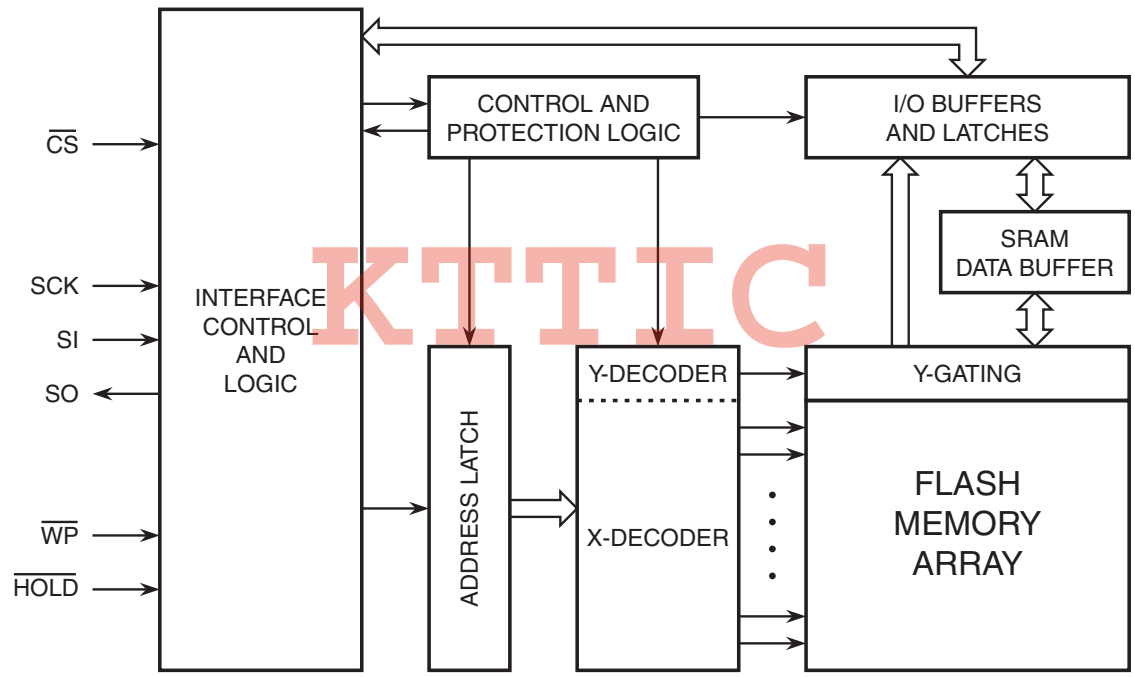 I/O BUFFERS
AND LATCHES
CONTROL AND
PROTECTION LOGIC
CS
SRAM
DATA BUFFER
SCK
INTERFACE
CONTROL
AND
LOGIC
SI
SO
KTTIC
Y-DECODER
Y-GATING
ADDRESS LATCH
X-DECODER
FLASH
MEMORY
ARRAY
WP
HOLD